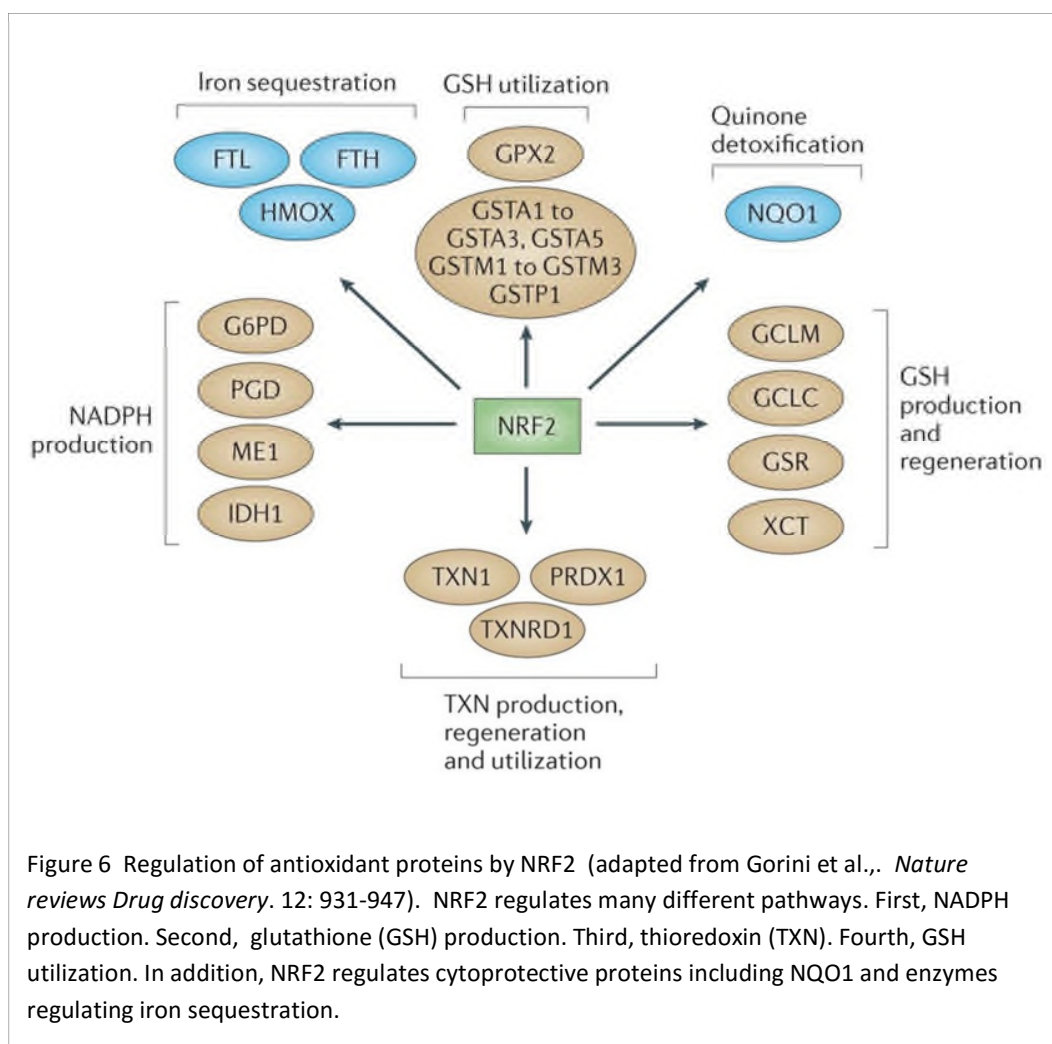 Iron sequestration
FTL
FTH
HMOX
GSH utilization
GPX2
GSTA1 to
GSTA3, GSTA5
GSTM1 to GSTM3
GSTP1
Quinone
detoxification
NQO1
NADPH
production
G6PD
PGD
ME1
IDH1
NRF2
GCLM
GCLC
GSR
XCT
GSH
production
and
regeneration
TXN1
PRDX1
TXNRD1
TXN production,
regeneration
and utilization
Figure 6 Regulation of antioxidant proteins by NRF2 (adapted from Gorini et al.,. Nature
reviews Drug discovery. 12: 931-947). NRF2 regulates many different pathways. First, NADPH
production. Second, glutathione (GSH) production. Third, thioredoxin (TXN). Fourth, GSH
utilization. In addition, NRF2 regulates cytoprotective proteins including NQO1 and enzymes
regulating iron sequestration.